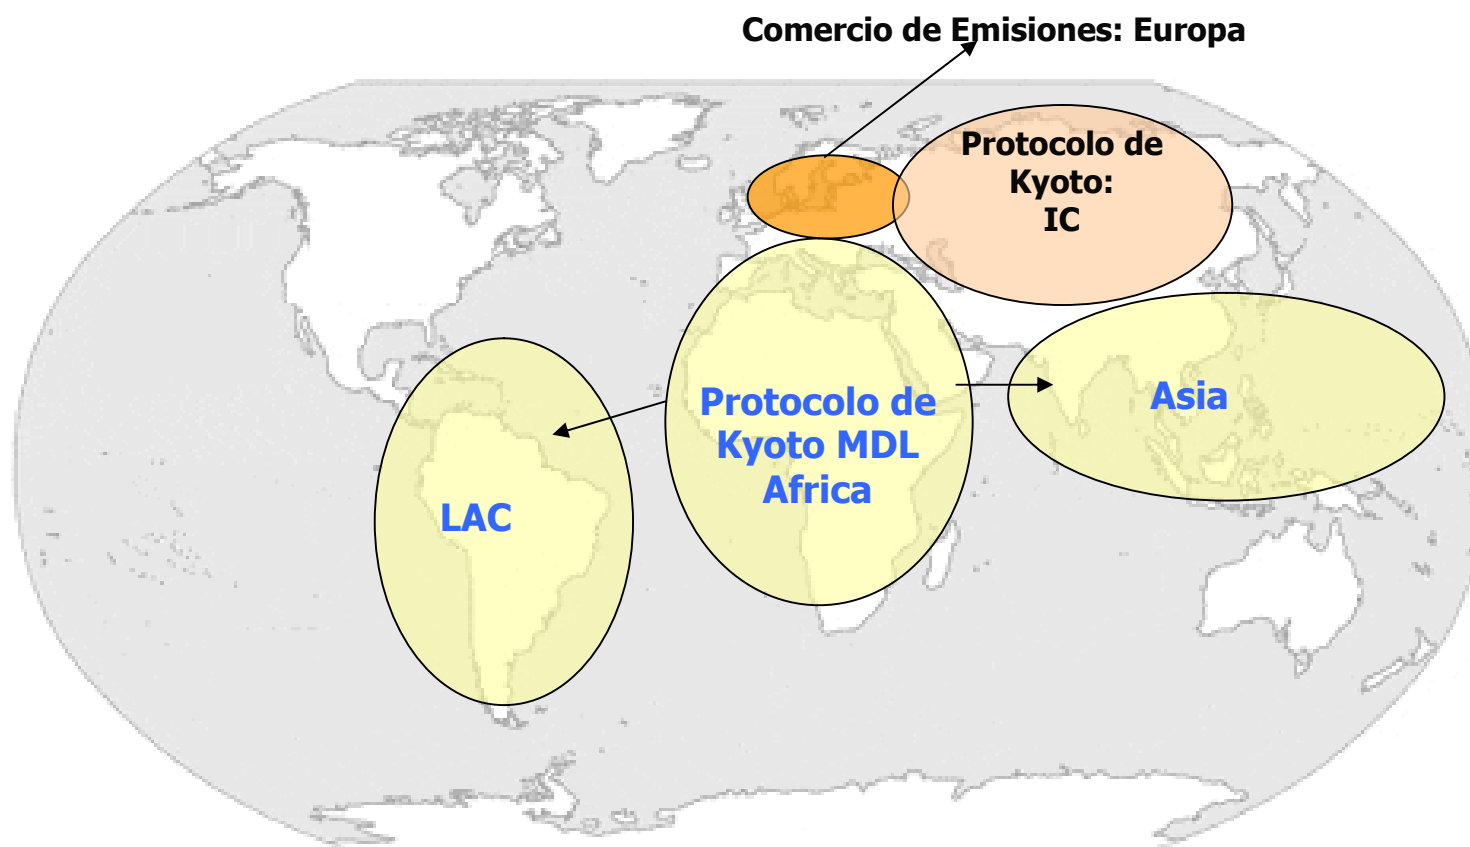 Comercio de Emisiones: Europa
Protocolo de
Kyoto:
IC
Protocolo de
Kyoto MDL
Africa
Asia
LAC